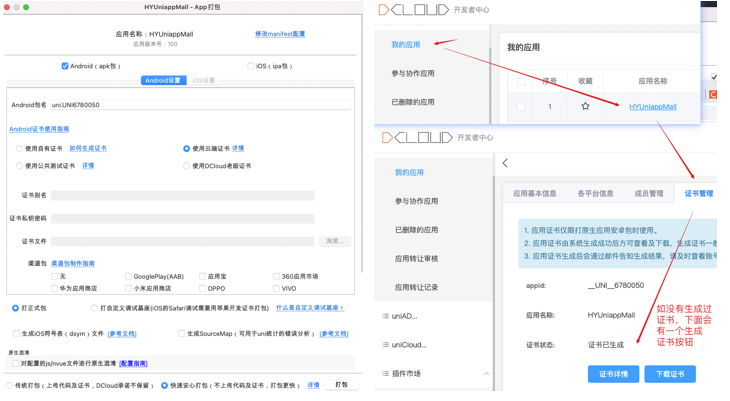 HYUniappMall - App打包
应用名称：HYUniappMall
修改manifest配置
应用版本号：100
Android（apk包）
iOS（ipa包）
Android设置
iOS设置
Android包名
uni.UNI6780050
Android证书使用指南
使用自有证书
如何生成证书
使用云端证书
详情
使用公共测试证书
详情
使用DCloud老版证书
证书别名
证书私钥密码
证书文件
浏览...
渠道包
渠道包制作指南
无
GooglePlay(AAB)
应用宝
360应用市场
华为应用商店
小米应用商店
OPPO
VIVO
打正式包
打自定义调试基座(iOS的Safari调试需要用苹果开发证书打包)
什么是自定义调试基座？
生成iOS符号表（dsym）文件
(参考文档)
生成SourceMap（可用于uni统计的错误分析）
(参考文档)
原生混淆
对配置的js/nvue文件进行原生混淆
[配置指南]
传统打包（上传代码及证书，DCloud承诺不保留）
快速安心打包（不上传代码及证书，打包更快）
详情
打包
DCLOUD
开发者中心
我的应用
参与协作应用
已删除的应用
我的应用
序号
收藏
应用名称
1
HYUniappMall
DCLOUD
开发者中心
我的应用
参与协作应用
已删除的应用
应用转让审核
应用转让记录
uniAD...
uniCloud...
插件市场
应用基本信息
各平台信息
成员管理
证书管理
1. 应用证书仅限打原生应用安卓包时使用。
2. 应用证书由系统生成成功后方可查看及下载，生成证书一般
3. 应用证书生成后会通过邮件告知生成结果，请及时查看账号
appid:
__UNI__6780050
应用名称:
HYUniappMall
证书状态:
证书已生成
如没有生成过
证书，下面会
有一个生成
证书按钮
证书详情
下载证书